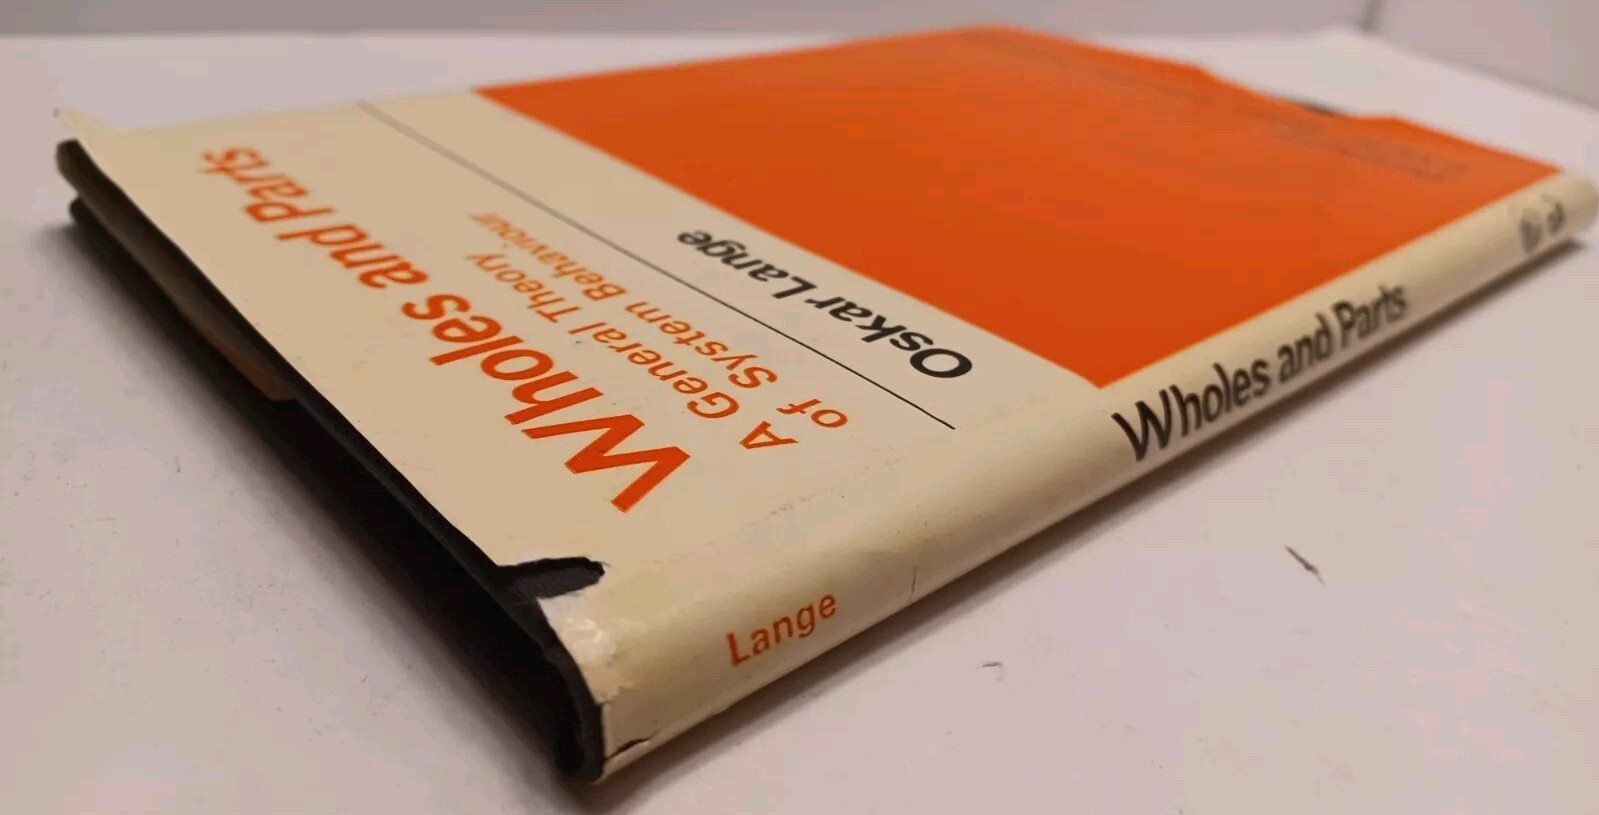 Wholes and Parts
A General Theory
of System Behaviour
Oskar Lange
Lange
Wholes and Parts